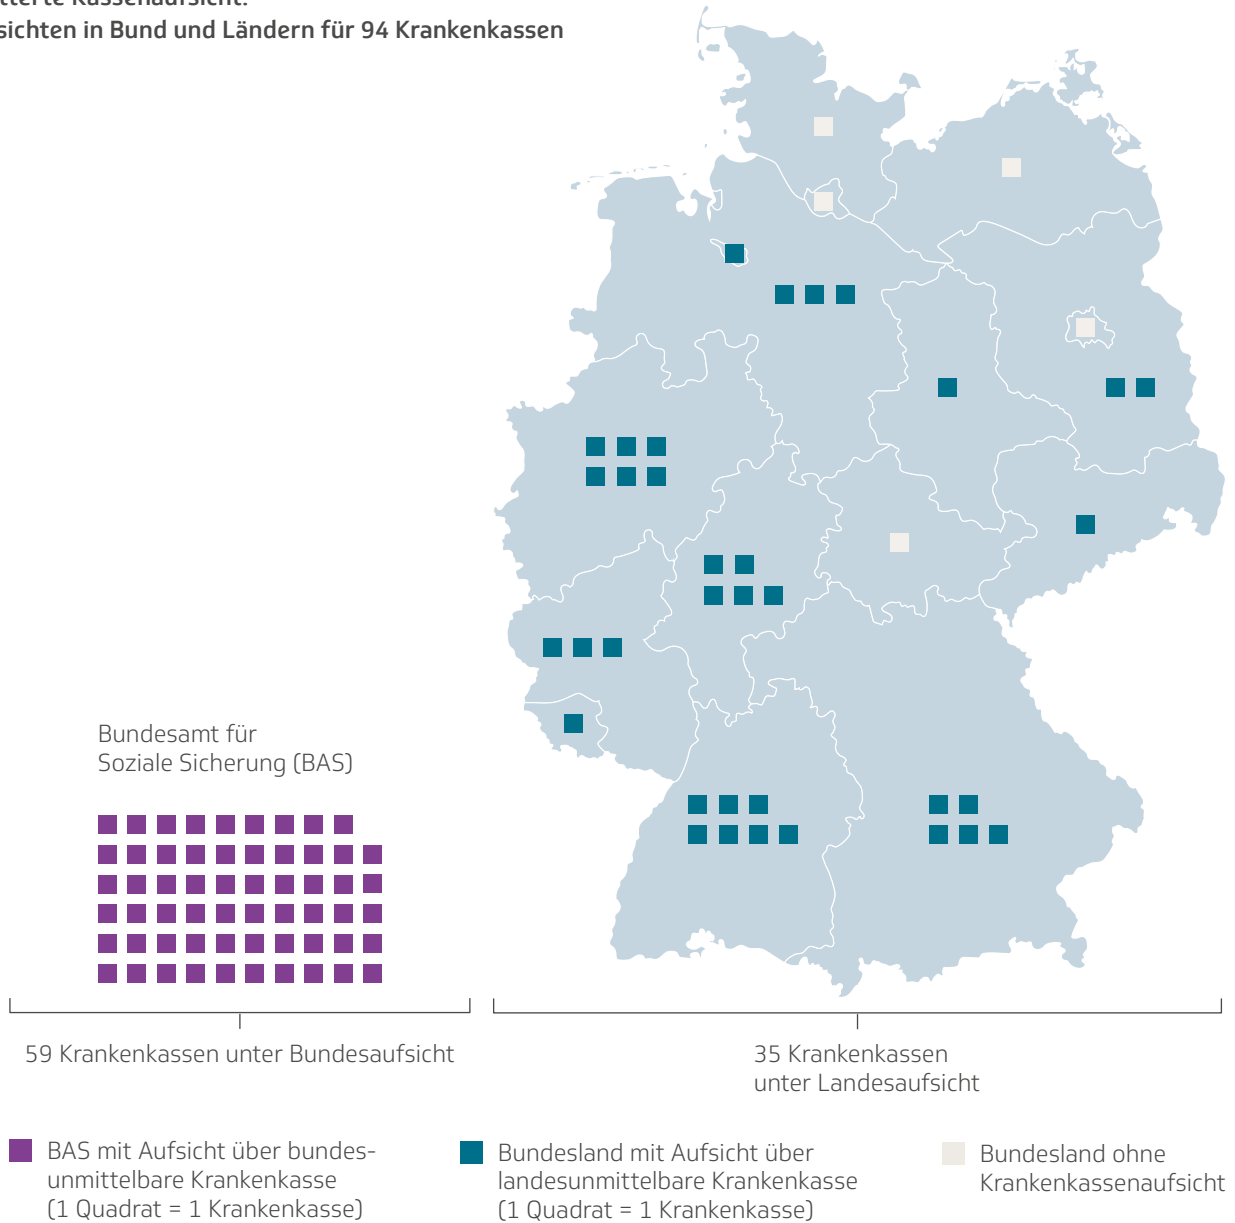 Kassenaufsicht:
in Bund und Ländern für 94 Krankenkassen
Bundesamt für
Soziale Sicherung (BAS)
59 Krankenkassen unter Bundesaufsicht
35 Krankenkassen
unter Landesaufsicht
BAS mit Aufsicht über bundes-
unmittelbare Krankenkasse
(1 Quadrat = 1 Krankenkasse)
Bundesland mit Aufsicht über
landesunmittelbare Krankenkasse
(1 Quadrat = 1 Krankenkasse)
Bundesland ohne
Krankenkassenaufsicht